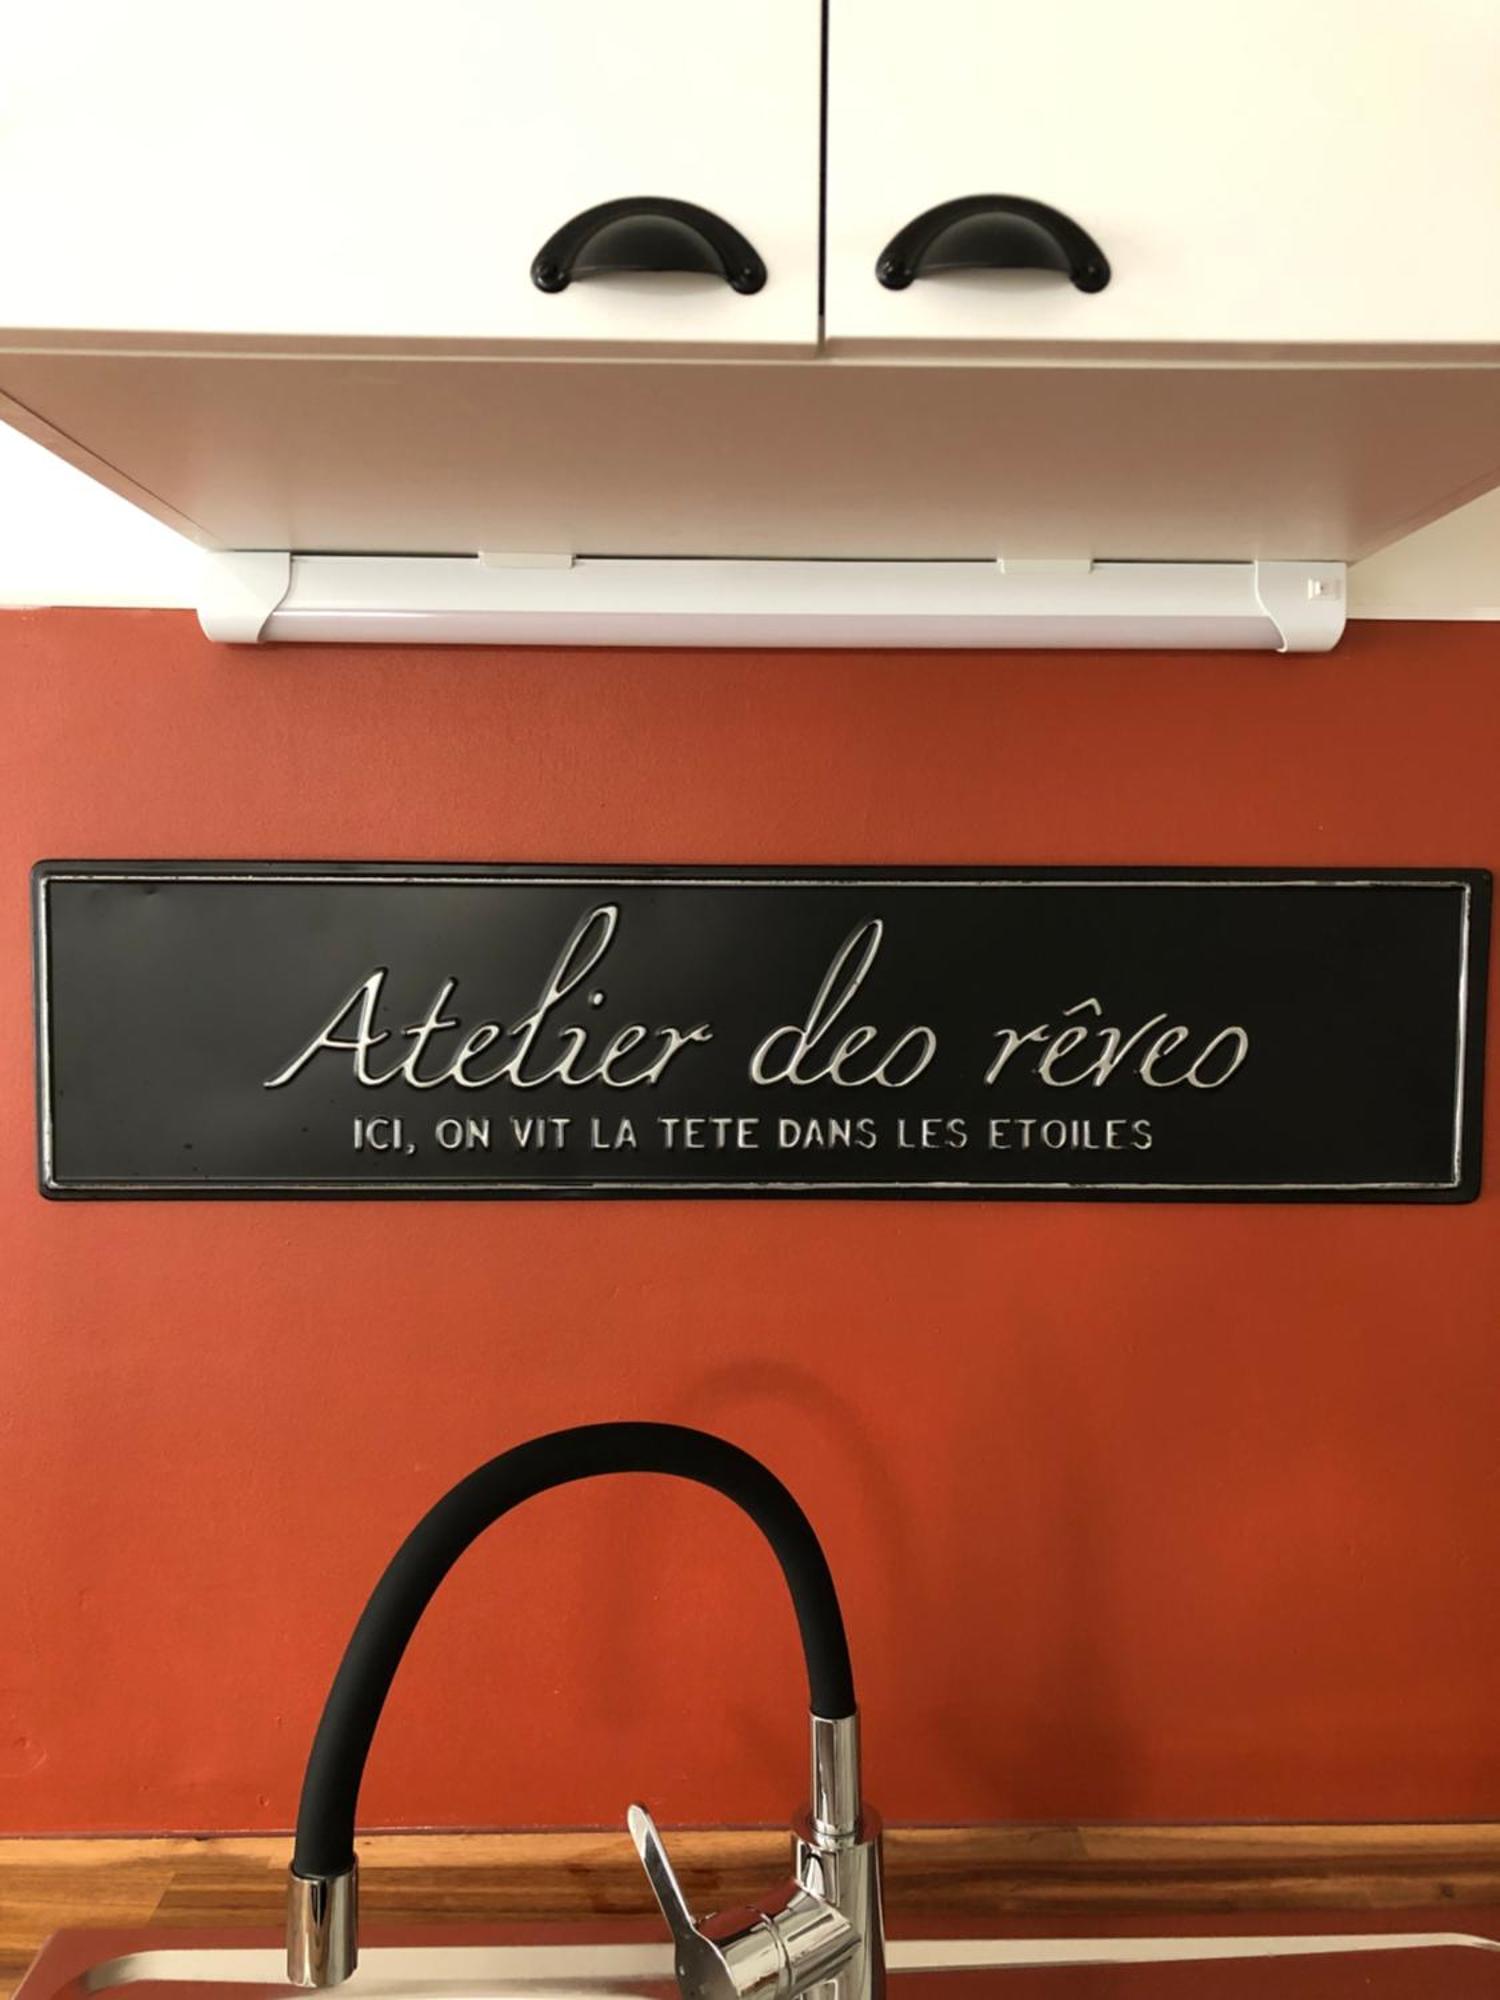 Atelier des rêves
ICI, ON VIT LA TETE DANS LES ETOILES